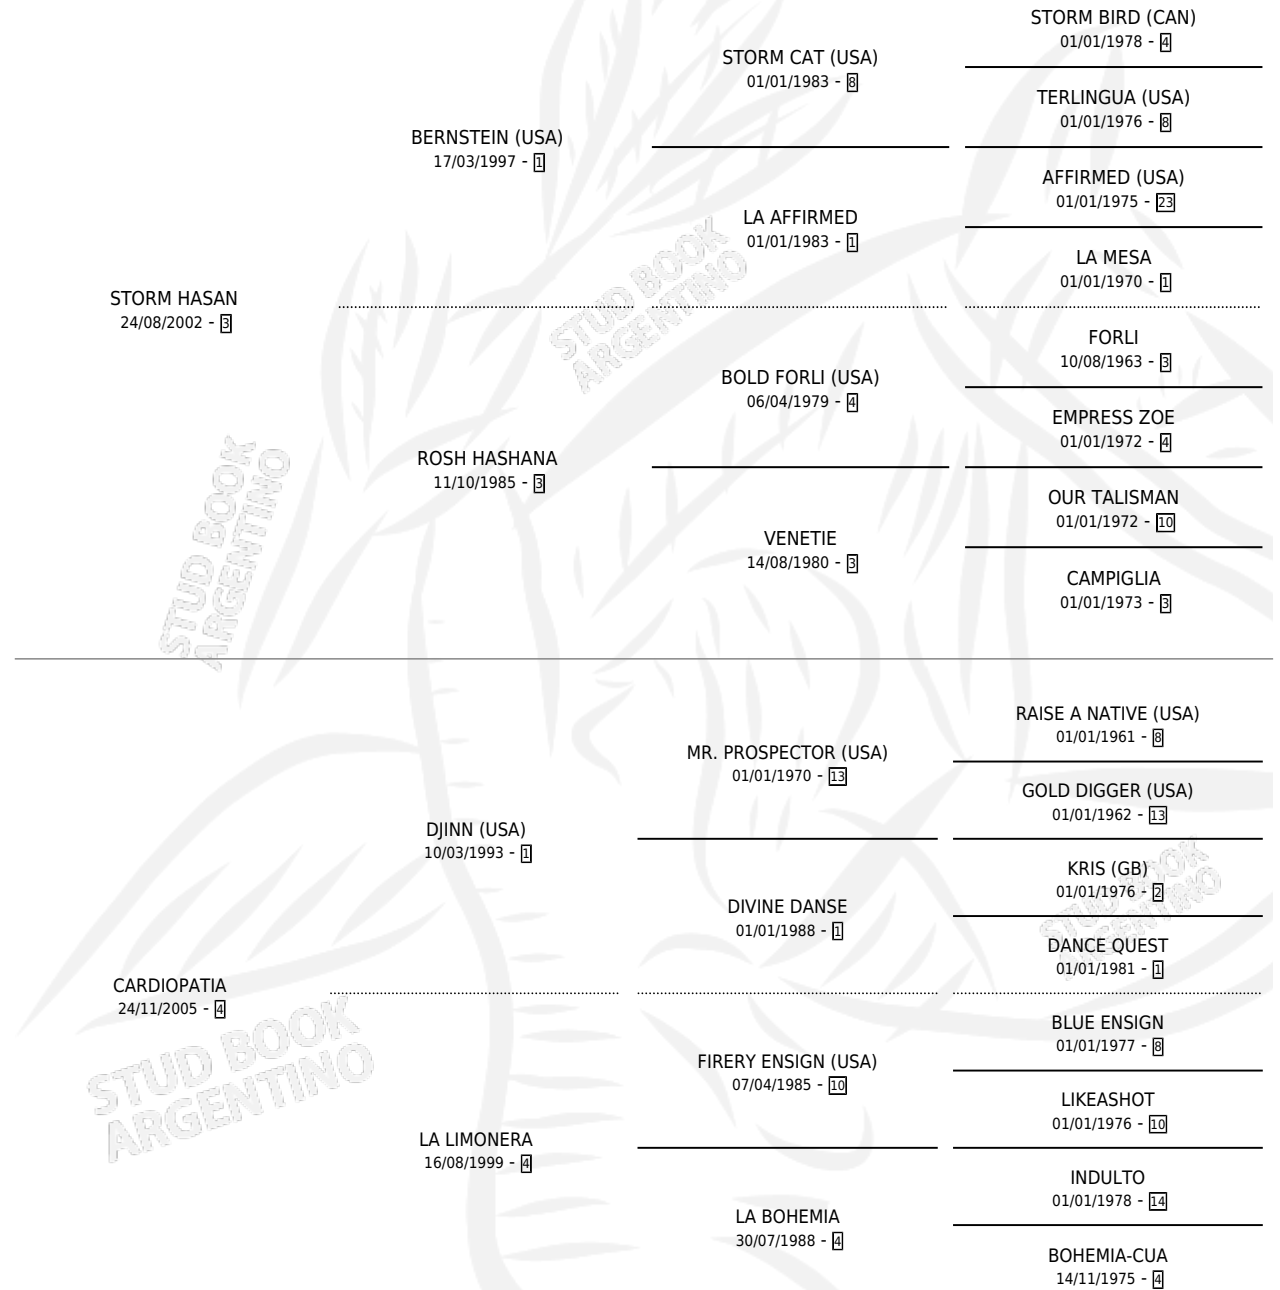 STORM BIRD (CAN)
01/01/1978 - 4
STORM CAT (USA)
01/01/1983 - 8
TERLINGUA (USA)
01/01/1976 - 8
BERNSTEIN (USA)
17/03/1997 - 1
AFFIRMED (USA)
01/01/1975 - 23
LA AFFIRMED
01/01/1983 - 1
LA MESA
01/01/1970 - 1
STORM HASAN
24/08/2002 - 3
FORLI
10/08/1963 - 3
BOLD FORLI (USA)
06/04/1979 - 4
EMPRESS ZOE
01/01/1972 - 4
ROSH HASHANA
11/10/1985 - 3
OUR TALISMAN
01/01/1972 - 10
VENETIE
14/08/1980 - 3
CAMPIGLIA
01/01/1973 - 3
RAISE A NATIVE (USA)
01/01/1961 - 8
MR. PROSPECTOR (USA)
01/01/1970 - 13
GOLD DIGGER (USA)
01/01/1962 - 13
DJINN (USA)
10/03/1993 - 1
KRIS (GB)
01/01/1976 - 2
DIVINE DANSE
01/01/1988 - 1
DANCE QUEST
01/01/1981 - 1
CARDIOPATIA
24/11/2005 - 4
BLUE ENSIGN
01/01/1977 - 8
FIRERY ENSIGN (USA)
07/04/1985 - 10
LIKEASHOT
01/01/1976 - 10
LA LIMONERA
16/08/1999 - 4
INDULTO
01/01/1978 - 14
LA BOHEMIA
30/07/1988 - 4
BOHEMIA-CUA
14/11/1975 - 4
STUD BOOK
ARGENTINO
STUD BOOK
ARGENTINO
STUD BOOK
ARGENTINO
STUD BOOK
ARGENTINO